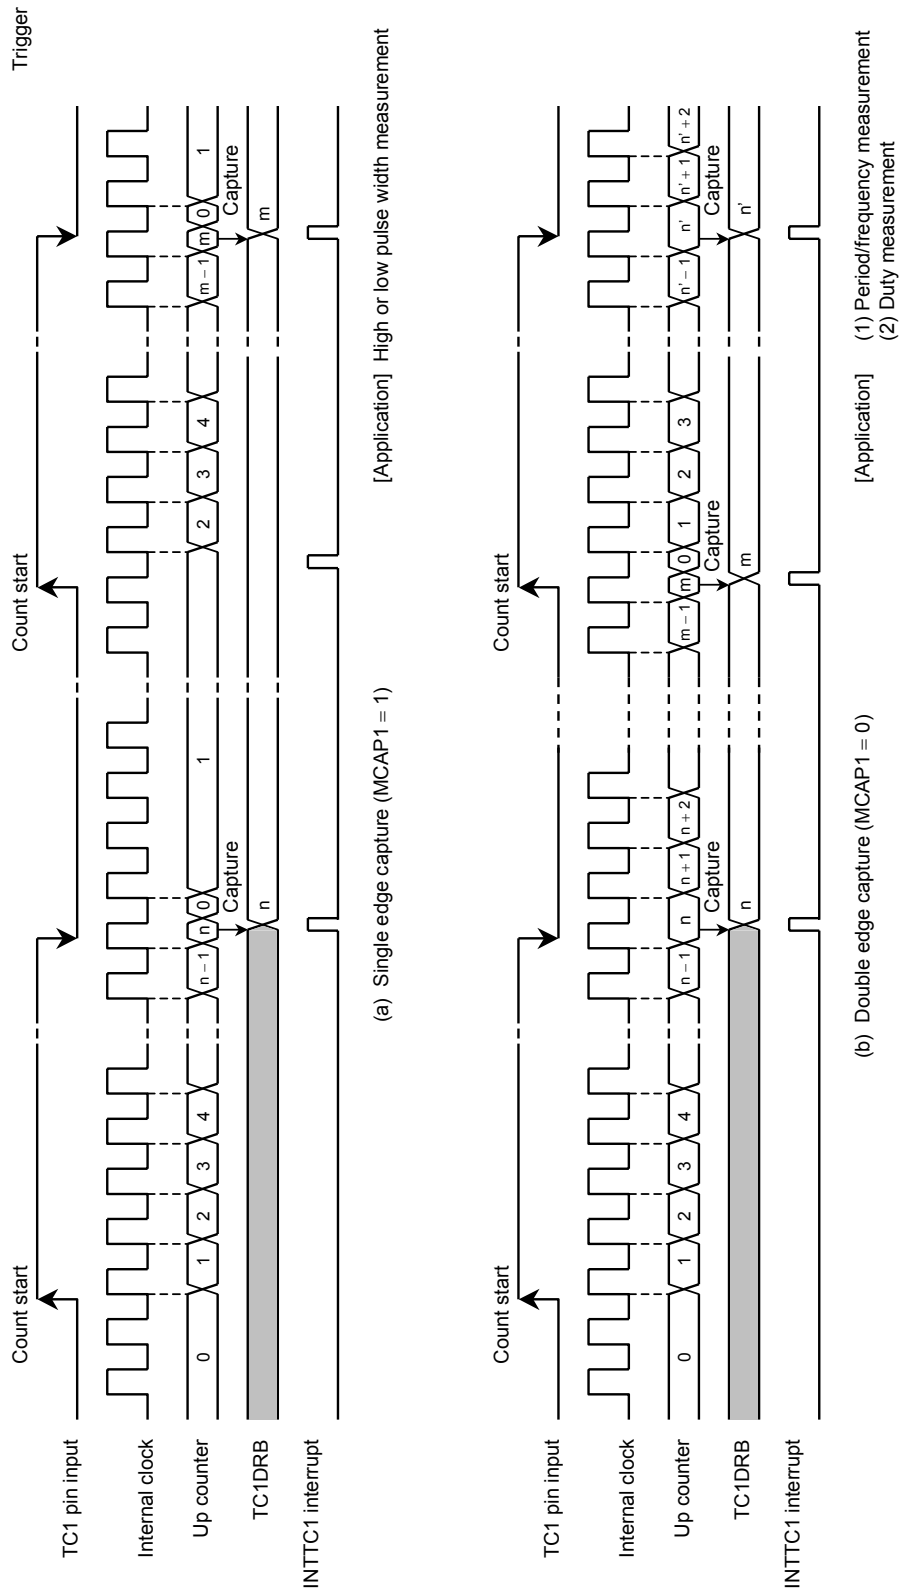 Count start Count start Trigger
TC1 pin input
Internal clock
Up counter 0 1 2 3 4 n − 1 n 0 1 2 3 4 m − 1 m 0 1
Capture Capture
TC1DRB n m
INTTC1 interrupt
(a) Single edge capture (MCAP1 = 1) [Application] High or low pulse width measurement
Count start Count start
TC1 pin input
Internal clock
Up counter 0 1 2 3 4 n − 1 n n + 1 n + 2 m − 1 m 0 1 2 3 n' − 1 n' n' + 1 n' + 2
Capture Capture Capture
TC1DRB n m n'
INTTC1 interrupt
(b) Double edge capture (MCAP1 = 0) [Application] (1) Period/frequency measurement
(2) Duty measurement